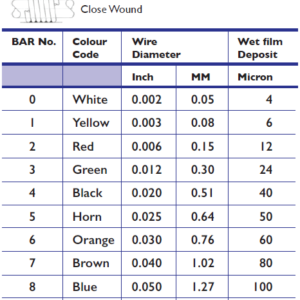 Close Wound
BAR No. Colour Code Wire Diameter Wet film Deposit
Inch MM Micron
0 White 0.002 0.05 4
1 Yellow 0.003 0.08 6
2 Red 0.006 0.15 12
3 Green 0.012 0.30 24
4 Black 0.020 0.51 40
5 Horn 0.025 0.64 50
6 Orange 0.030 0.76 60
7 Brown 0.040 1.02 80
8 Blue 0.050 1.27 100